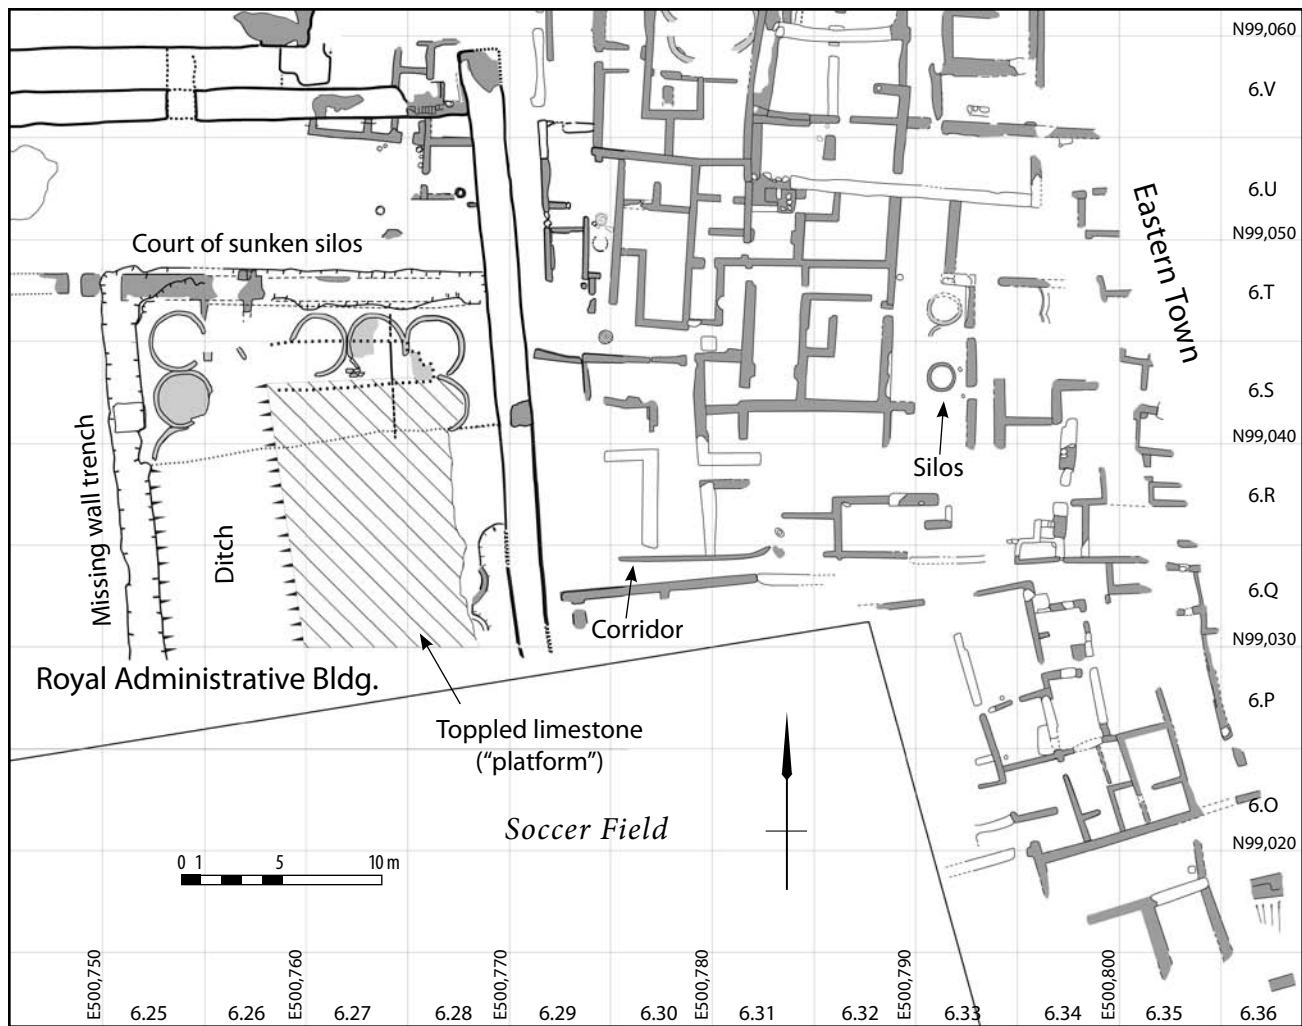 N99,060
6.V
6.U
Eastern Town
N99,050
Court of sunken silos
6.T
6.S
N99,040
Silos
Missing wall trench
Ditch
6.R
6.Q
Corridor
N99,030
Royal Administrative Bldg.
6.P
Toppled limestone
(“platform”)
6.O
Soccer Field
N99,020
0 1 5 10 m
E500,750
E500,760
E500,770
E500,780
E500,790
E500,800
6.25
6.26
6.27
6.28
6.29
6.30
6.31
6.32
6.33
6.34
6.35
6.36